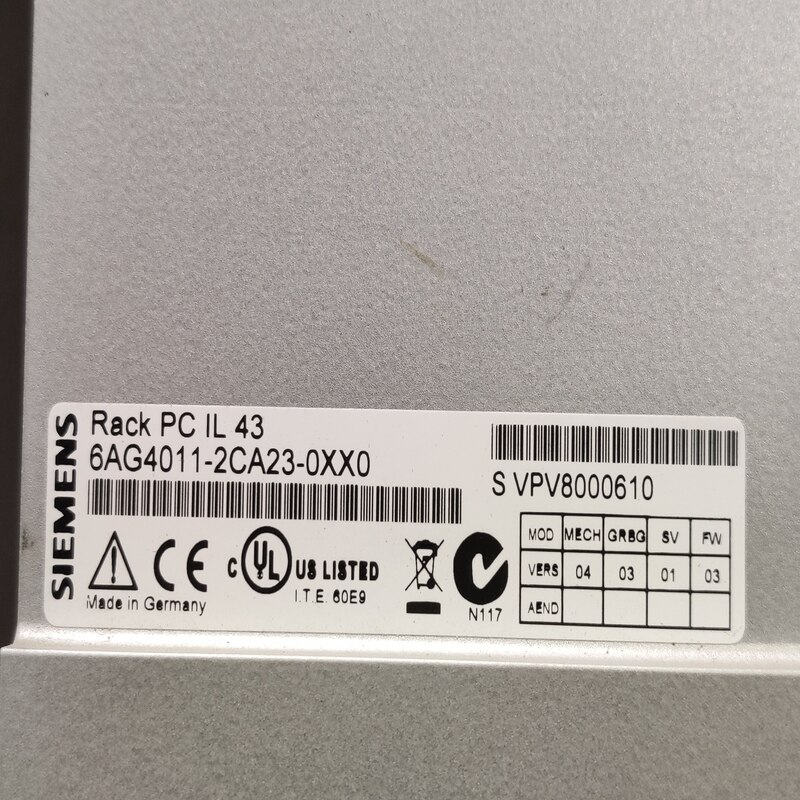 SIEMENS
Rack PC IL 43
6AG4011-2CA23-0XX0
S VPV8000610
CE
c UL US LISTED
I.T.E. 60E9
Made in Germany
N117
MOD MECH GRBG SV FW
VERS 04 03 01 03
AEND